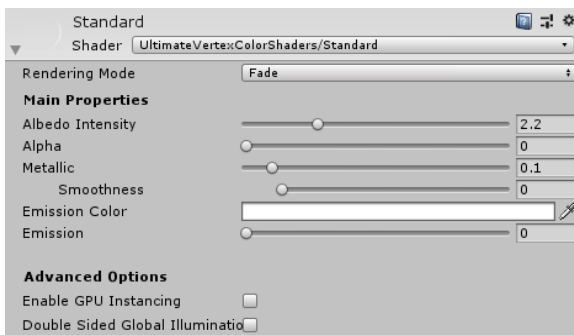 Standard
Shader UltimateVertexColorShaders/Standard
Rendering Mode Fade
Main Properties
Albedo Intensity 2.2
Alpha 0
Metallic 0.1
Smoothness 0
Emission Color
Emission 0
Advanced Options
Enable GPU Instancing
Double Sided Global Illuminatio